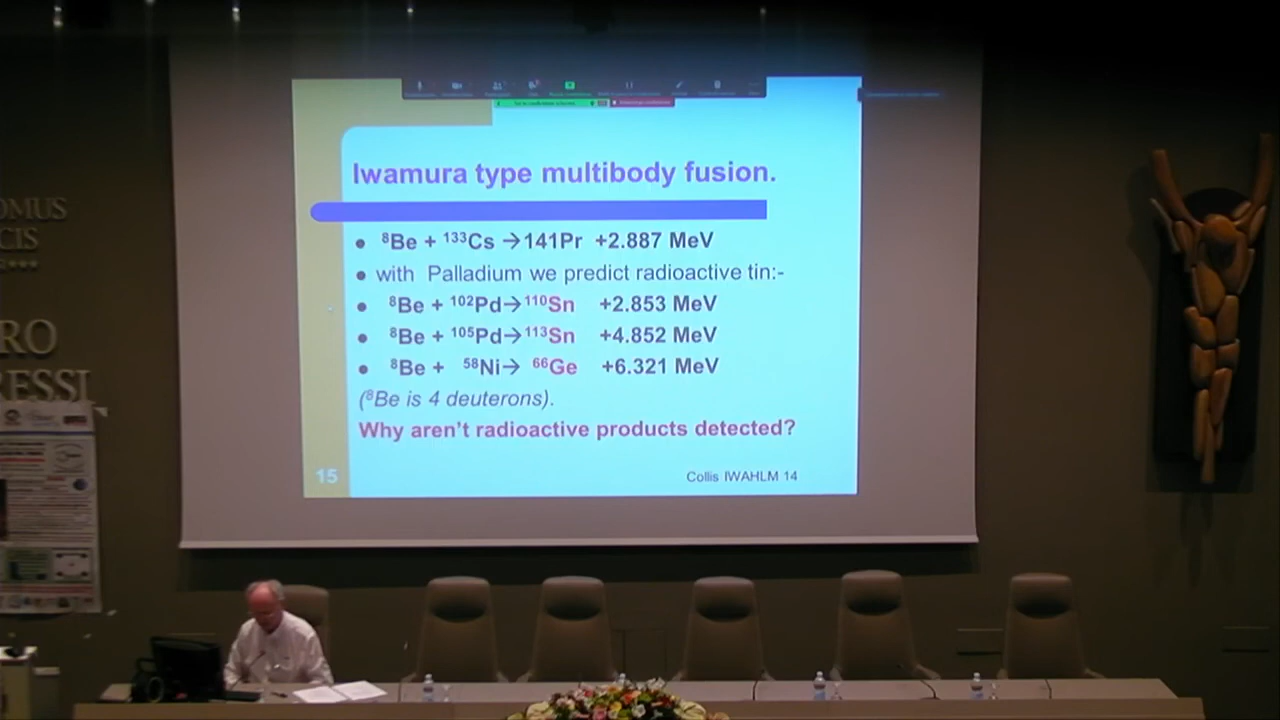 OMUS
CIS
RO
RESSI
Iwamura type multibody fusion.
• ⁸Be + ¹³³Cs →141Pr +2.887 MeV
• with Palladium we predict radioactive tin:-
• ⁸Be + ¹⁰²Pd→¹¹⁰Sn +2.853 MeV
• ⁸Be + ¹⁰⁵Pd→¹¹³Sn +4.852 MeV
• ⁸Be + ⁵⁸Ni→ ⁶⁶Ge +6.321 MeV
(⁸Be is 4 deuterons).
Why aren't radioactive products detected?
15
Collis IWAHLM 14